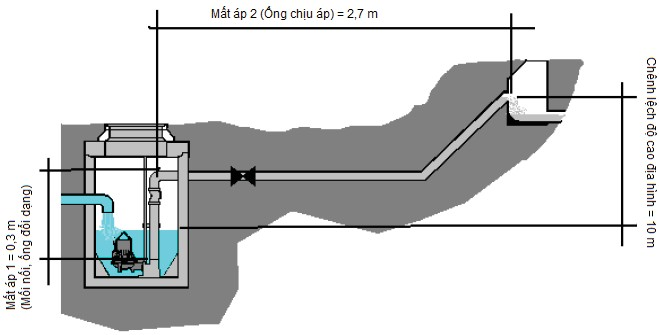 Mất áp 2 (Ống chịu áp) = 2,7 m
Chênh lệch độ cao địa hình = 10 m
Mất áp 1 = 0,3 m
(Mối nối, ống đổi dạng)